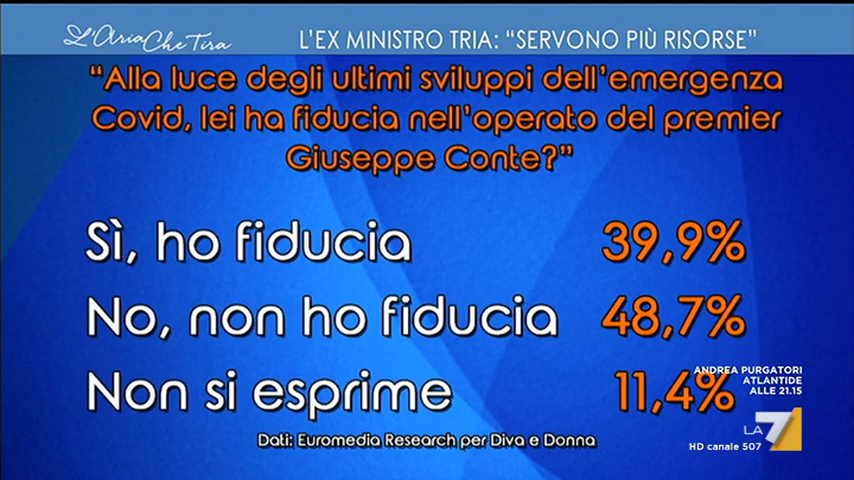 L'Aria Che Tira
L'EX MINISTRO TRIA: "SERVONO PIÙ RISORSE"
"Alla luce degli ultimi sviluppi dell'emergenza
Covid, lei ha fiducia nell'operato del premier
Giuseppe Conte?"
Sì, ho fiducia 39,9%
No, non ho fiducia 48,7%
Non si esprime 11,4%
Dati: Euromedia Research per Diva e Donna
ANDREA PURGATORI
ATLANTIDE
ALLE 21.15
LA7
HD canale 507